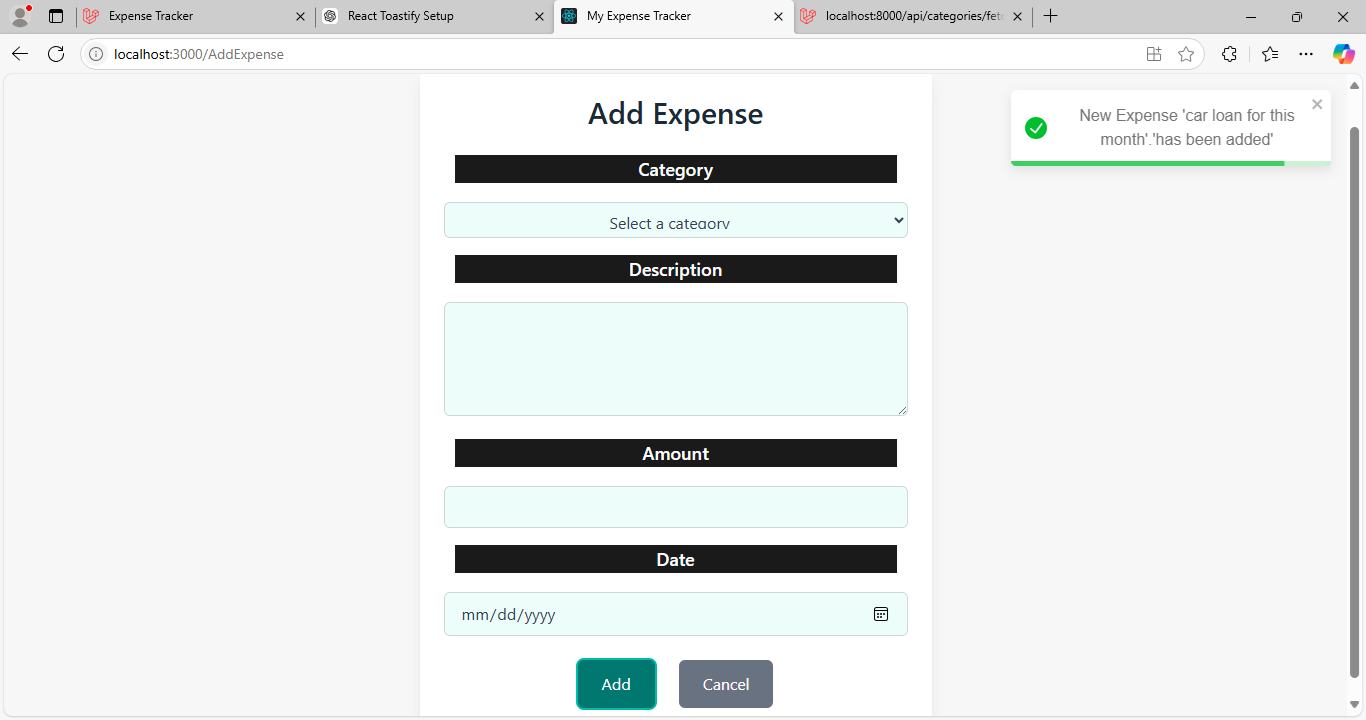 Expense Tracker
React Toastify Setup
My Expense Tracker
localhost:8000/api/categories/fet
localhost:3000/AddExpense
Add Expense
New Expense 'car loan for this
month'.'has been added'
Category
Select a category
Description
Amount
Date
mm/dd/yyyy
Add
Cancel